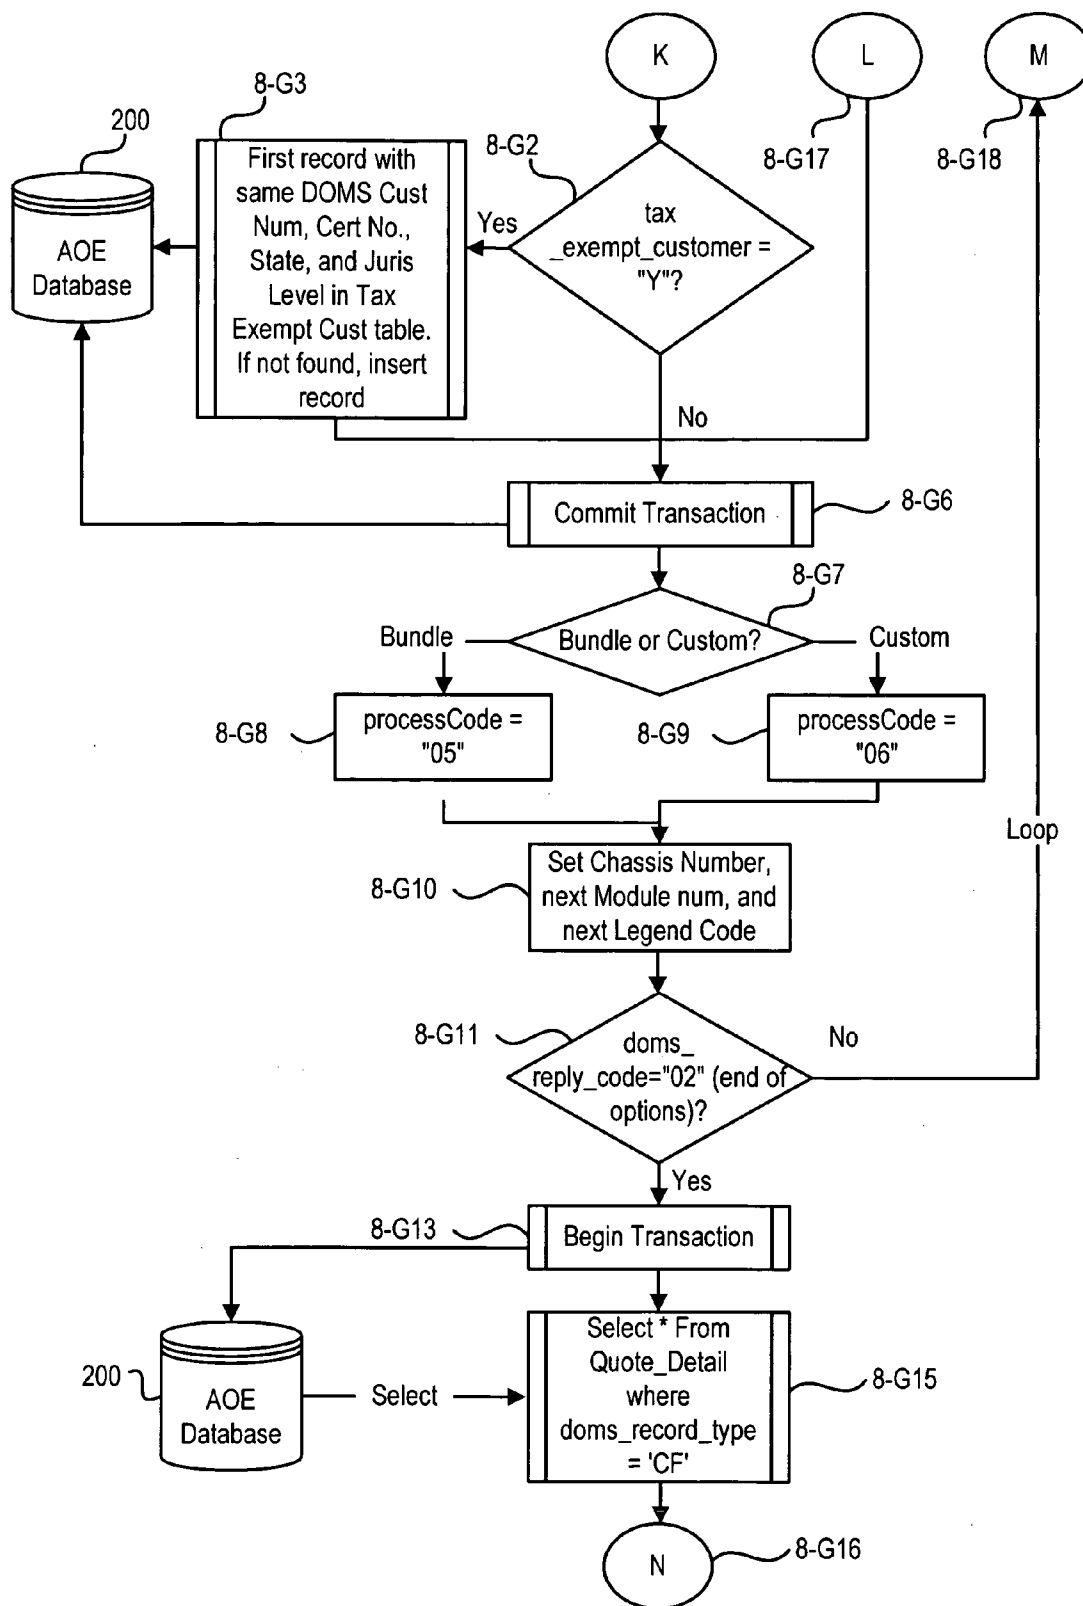 K
L
M
8-G3
200
8-G2
8-G17
8-G18
First record with
same DOMS Cust
Num, Cert No.,
State, and Juris
Level in Tax
Exempt Cust table.
If not found, insert
record
Yes
tax
_exempt_customer =
"Y"?
AOE
Database
No
Commit Transaction
8-G6
8-G7
Bundle
Bundle or Custom?
Custom
8-G8
processCode =
"05"
8-G9
processCode =
"06"
Loop
8-G10
Set Chassis Number,
next Module num, and
next Legend Code
8-G11
doms_
reply_code="02" (end of
options)?
No
Yes
8-G13
Begin Transaction
200
AOE
Database
Select
Select * From
Quote_Detail
where
doms_record_type
= 'CF'
8-G15
N
8-G16